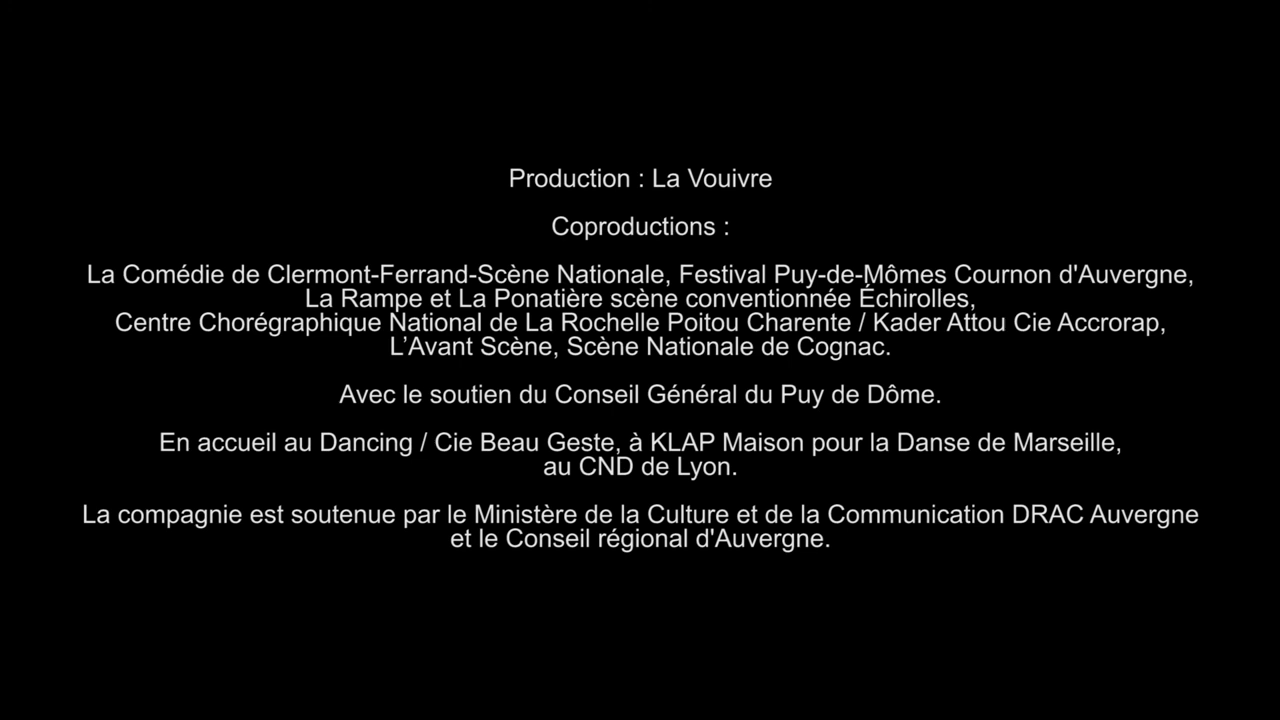 Production : La Vouivre
Coproductions :
La Comédie de Clermont-Ferrand-Scène Nationale, Festival Puy-de-Mômes Cournon d'Auvergne,
La Rampe et La Ponatière scène conventionnée Échirolles,
Centre Chorégraphique National de La Rochelle Poitou Charente / Kader Attou Cie Accrorap,
L’Avant Scène, Scène Nationale de Cognac.
Avec le soutien du Conseil Général du Puy de Dôme.
En accueil au Dancing / Cie Beau Geste, à KLAP Maison pour la Danse de Marseille,
au CND de Lyon.
La compagnie est soutenue par le Ministère de la Culture et de la Communication DRAC Auvergne
et le Conseil régional d'Auvergne.